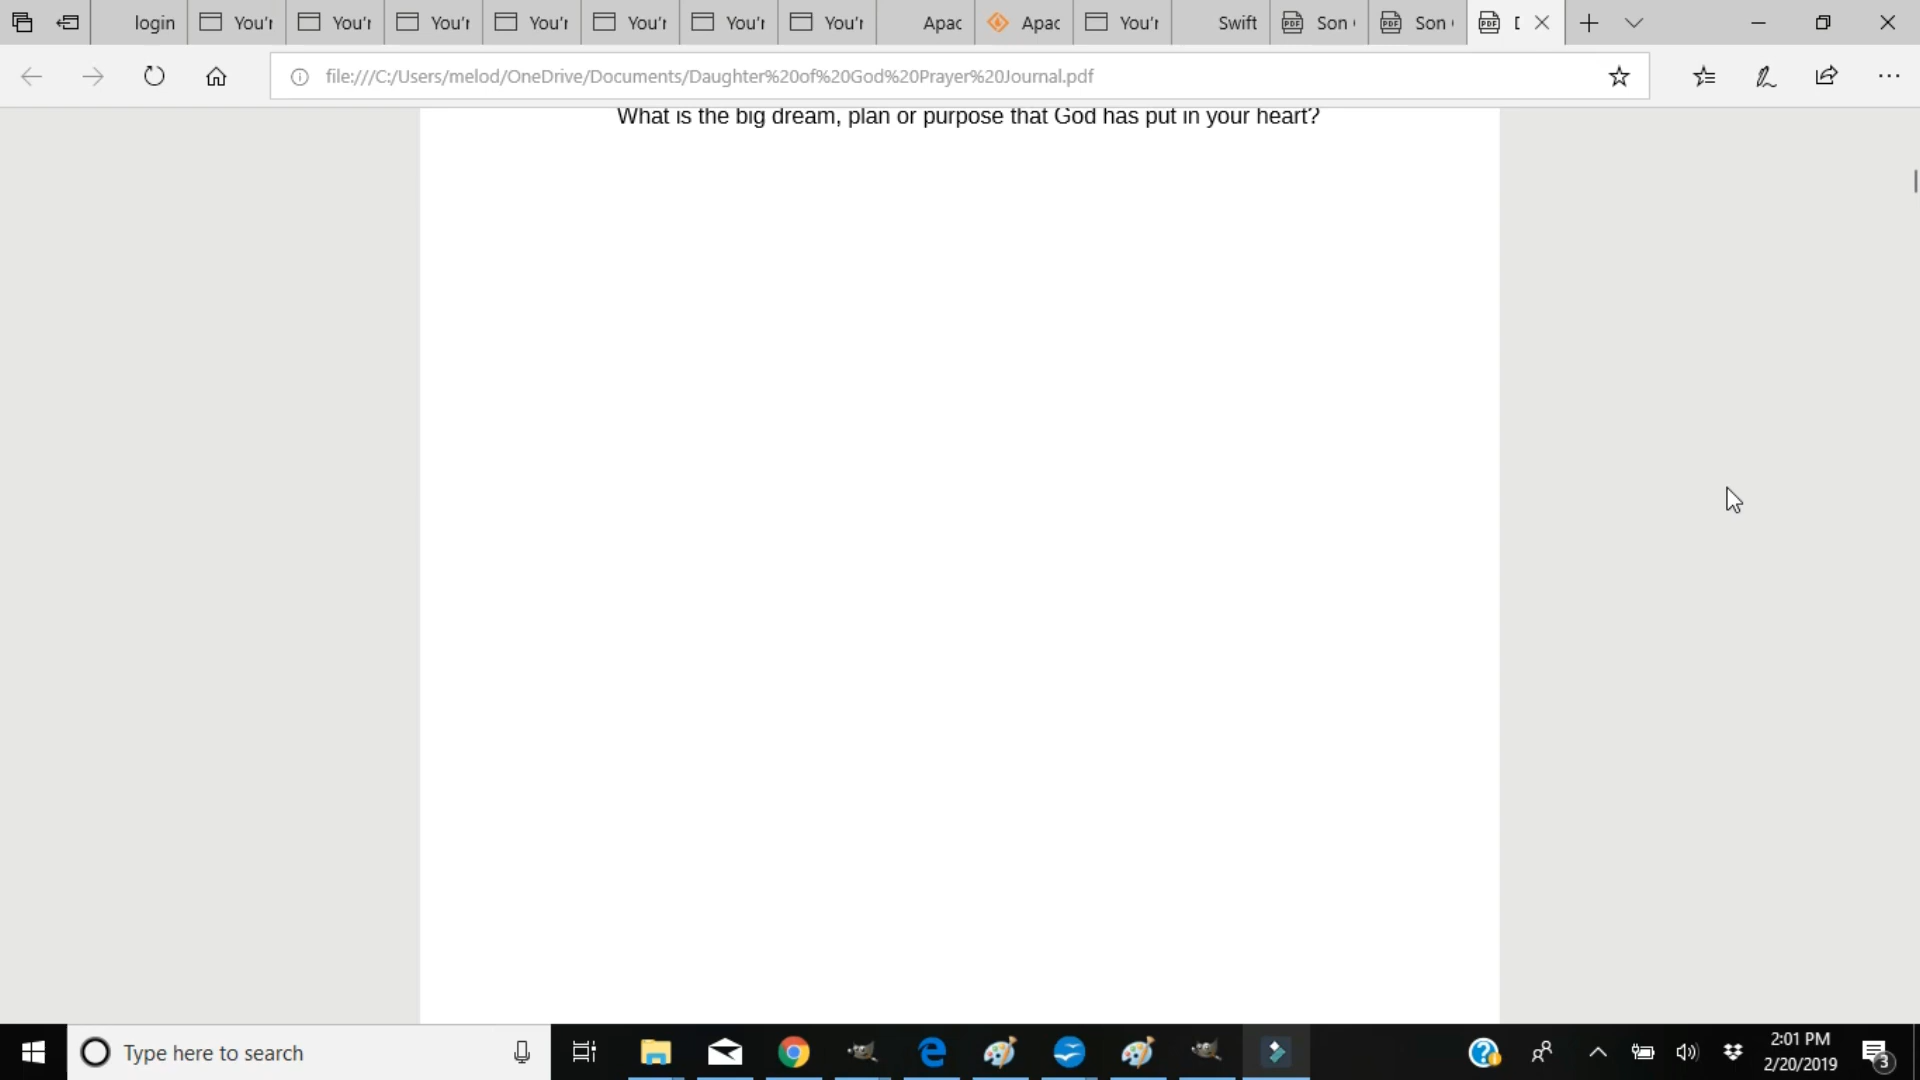 login
You'r
You'r
You'r
You'r
You'r
You'r
You'r
Apac
Apac
You'r
Swift
Son
Son
file:///C:/Users/melod/OneDrive/Documents/Daughter%20of%20God%20Prayer%20Journal.pdf
What is the big dream, plan or purpose that God has put in your heart?
Type here to search
2:01 PM
2/20/2019
3